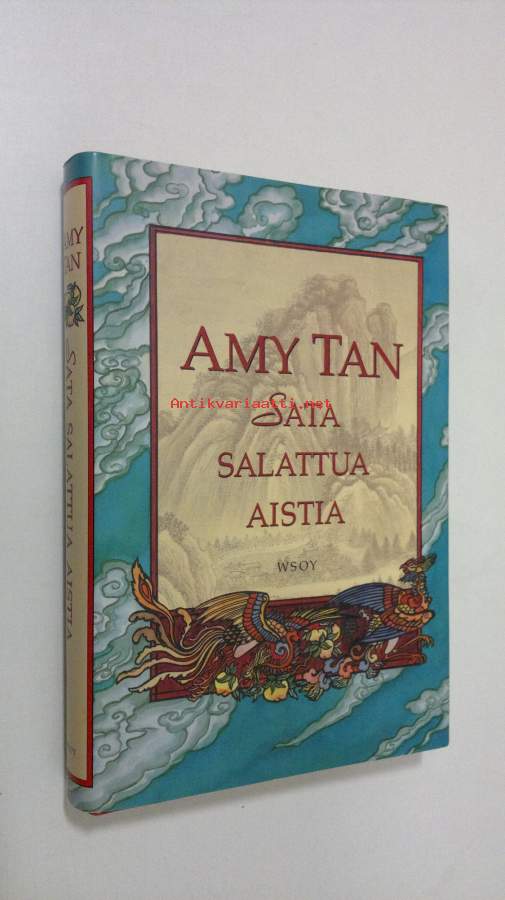 AMY
TAN
SATA SALATTUA AISTIA
AMY TAN
SATA
SALATTUA
AISTIA
WSOY
Antikvariaatti.net